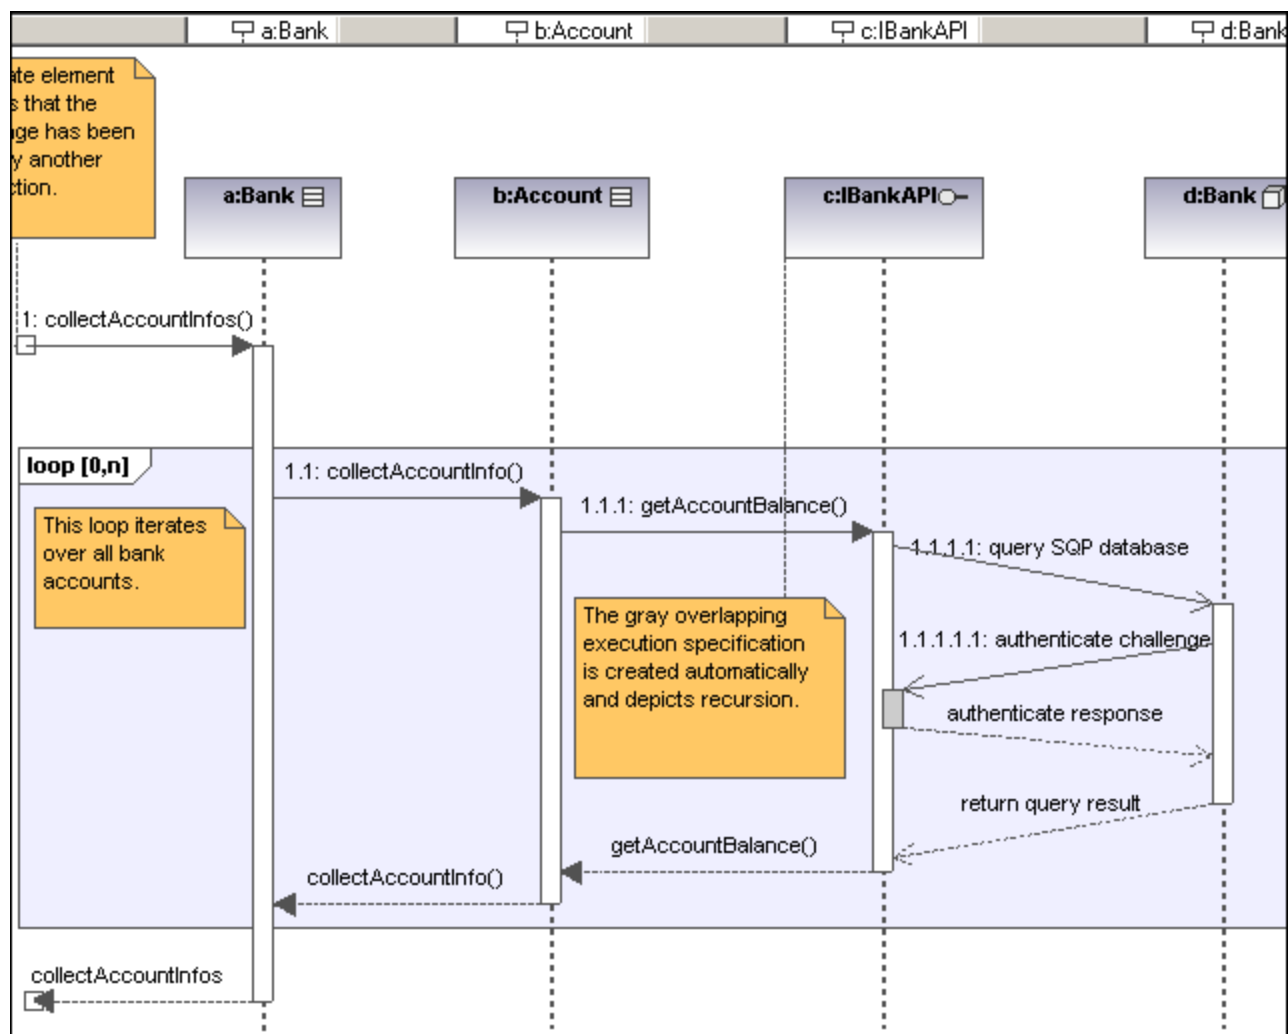 a:Bank
b:Account
c:IBankAPI
d:Bank
ate element
s that the
ge has been
y another
ction.
a:Bank
b:Account
c:IBankAPI
d:Bank
1: collectAccountInfos()
loop [0,n]
1.1: collectAccountInfo()
This loop iterates
over all bank
accounts.
1.1.1: getAccountBalance()
1.1.1.1: query SQP database
The gray overlapping
execution specification
is created automatically
and depicts recursion.
1.1.1.1.1: authenticate challenge
authenticate response
return query result
getAccountBalance()
collectAccountInfo()
collectAccountInfos